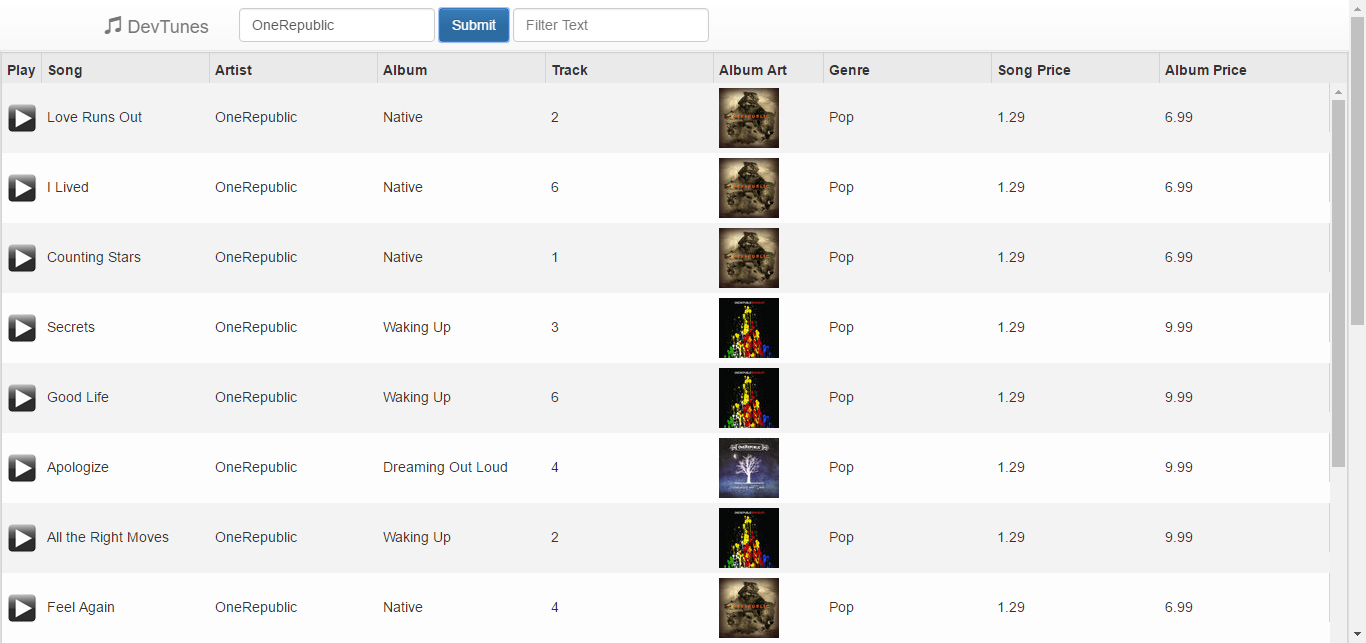 DevTunes OneRepublic Submit Filter Text
Play Song Artist Album Track Album Art Genre Song Price Album Price
Love Runs Out OneRepublic Native 2 Pop 1.29 6.99
I Lived OneRepublic Native 6 Pop 1.29 6.99
Counting Stars OneRepublic Native 1 Pop 1.29 6.99
Secrets OneRepublic Waking Up 3 Pop 1.29 9.99
Good Life OneRepublic Waking Up 6 Pop 1.29 9.99
Apologize OneRepublic Dreaming Out Loud 4 Pop 1.29 9.99
All the Right Moves OneRepublic Waking Up 2 Pop 1.29 9.99
Feel Again OneRepublic Native 4 Pop 1.29 6.99